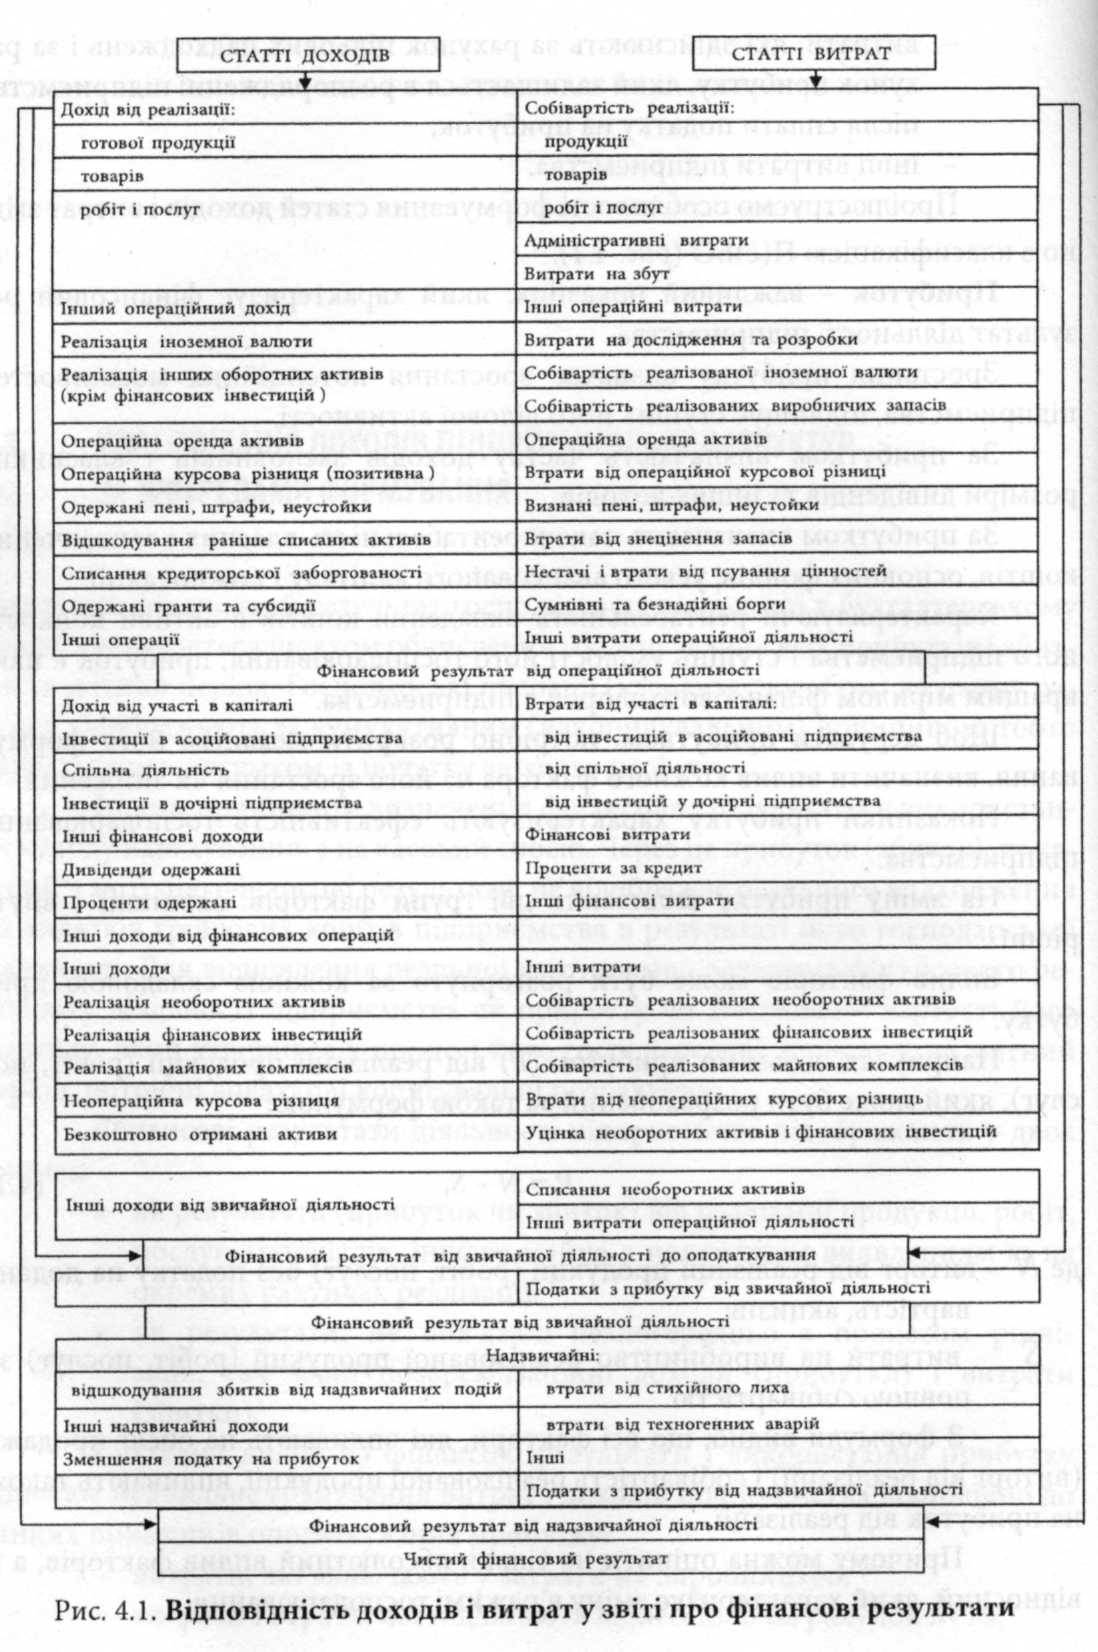 СТАТТІ ДОХОДІВ
СТАТТІ ВИТРАТ
Дохід від реалізації:
Собівартість реалізації:
готової продукції
продукції
товарів
товарів
робіт і послуг
робіт і послуг
Адміністративні витрати
Витрати на збут
Інший операційний дохід
Інші операційні витрати
Реалізація іноземної валюти
Витрати на дослідження та розробки
Реалізація інших оборотних активів
(крім фінансових інвестицій)
Собівартість реалізованої іноземної валюти
Собівартість реалізованих виробничих запасів
Операційна оренда активів
Операційна оренда активів
Операційна курсова різниця (позитивна)
Втрати від операційної курсової різниці
Одержані пені, штрафи, неустойки
Визнані пені, штрафи, неустойки
Відшкодування раніше списаних активів
Втрати від знецінення запасів
Списання кредиторської заборгованості
Нестачі і втрати від псування цінностей
Одержані гранти та субсидії
Сумнівні та безнадійні борги
Інші операції
Інші витрати операційної діяльності
Фінансовий результат від операційної діяльності
Дохід від участі в капіталі
Втрати від участі в капіталі:
Інвестиції в асоційовані підприємства
від інвестицій в асоційовані підприємства
Спільна діяльність
від спільної діяльності
Інвестиції в дочірні підприємства
від інвестицій у дочірні підприємства
Інші фінансові доходи
Фінансові витрати
Дивіденди одержані
Проценти за кредит
Проценти одержані
Інші фінансові витрати
Інші доходи від фінансових операцій
Інші доходи
Інші витрати
Реалізація необоротних активів
Собівартість реалізованих необоротних активів
Реалізація фінансових інвестицій
Собівартість реалізованих фінансових інвестицій
Реалізація майнових комплексів
Собівартість реалізованих майнових комплексів
Неопераційна курсова різниця
Втрати від неопераційних курсових різниць
Безкоштовно отримані активи
Уцінка необоротних активів і фінансових інвестицій
Інші доходи від звичайної діяльності
Списання необоротних активів
Інші витрати операційної діяльності
Фінансовий результат від звичайної діяльності до оподаткування
Податки з прибутку від звичайної діяльності
Фінансовий результат від звичайної діяльності
Надзвичайні:
відшкодування збитків від надзвичайних подій
втрати від стихійного лиха
Інші надзвичайні доходи
втрати від техногенних аварій
Зменшення податку на прибуток
Інші
Податки з прибутку від надзвичайної діяльності
Фінансовий результат від надзвичайної діяльності
Чистий фінансовий результат
Рис. 4.1. Відповідність доходів і витрат у звіті про фінансові результати